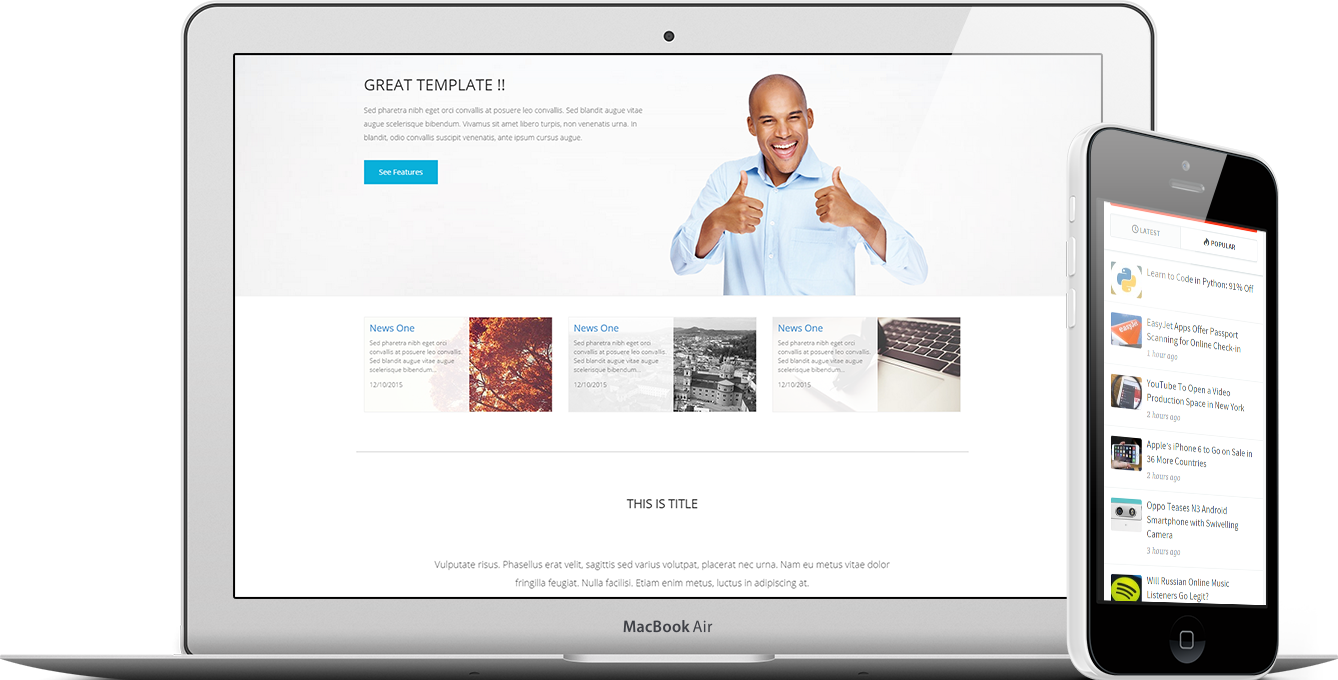 GREAT TEMPLATE !!
Sed pharetra nibh eget orci convallis at posuere leo convallis. Sed blandit augue vitae
augue scelerisque bibendum. Vivamus sit amet libero turpis, non venenatis urna. In
blandit, odio convallis suscipit venenatis, ante ipsum cursus augue.
See Features
News One
Sed pharetra nibh eget orci
convallis at posuere leo convallis.
Sed blandit augue vitae augue
scelerisque bibendum...
12/10/2015
News One
Sed pharetra nibh eget orci
convallis at posuere leo convallis.
Sed blandit augue vitae augue
scelerisque bibendum...
12/10/2015
News One
Sed pharetra nibh eget orci
convallis at posuere leo convallis.
Sed blandit augue vitae augue
scelerisque bibendum...
12/10/2015
THIS IS TITLE
Vulputate risus. Phasellus erat velit, sagittis sed varius volutpat, placerat nec urna. Nam eu metus vitae dolor
fringilla feugiat. Nulla facilisi. Etiam enim metus, luctus in adipiscing at.
MacBook Air
LATEST
POPULAR
Learn to Code in Python: 91% Off
EasyJet Apps Offer Passport
Scanning for Online Check-in
1 hour ago
YouTube To Open a Video
Production Space in New York
2 hours ago
Apple's iPhone 6 to Go on Sale in
36 More Countries
2 hours ago
Oppo Teases N3 Android
Smartphone with Swivelling
Camera
3 hours ago
Will Russian Online Music
Listeners Go Legit?